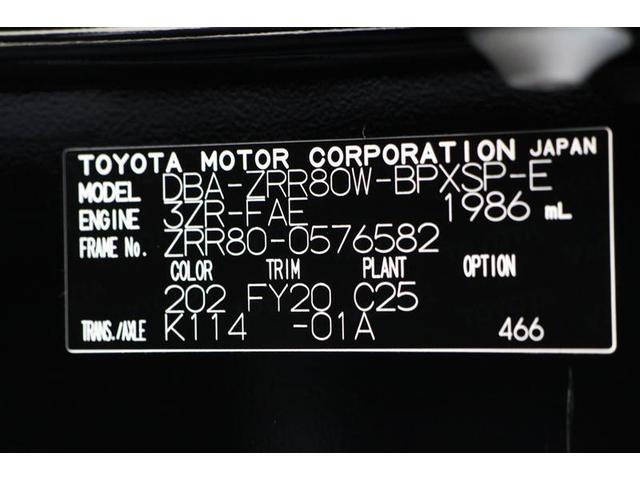 TOYOTA MOTOR CORPORATION JAPAN
MODEL DBA-ZRR80W-BPXSP-E
ENGINE 3ZR-FAE 1986 mL
FRAME No. ZRR80-0576582
COLOR TRIM PLANT OPTION
202 FY20 C25
TRANS./AXLE K114 -01A 466